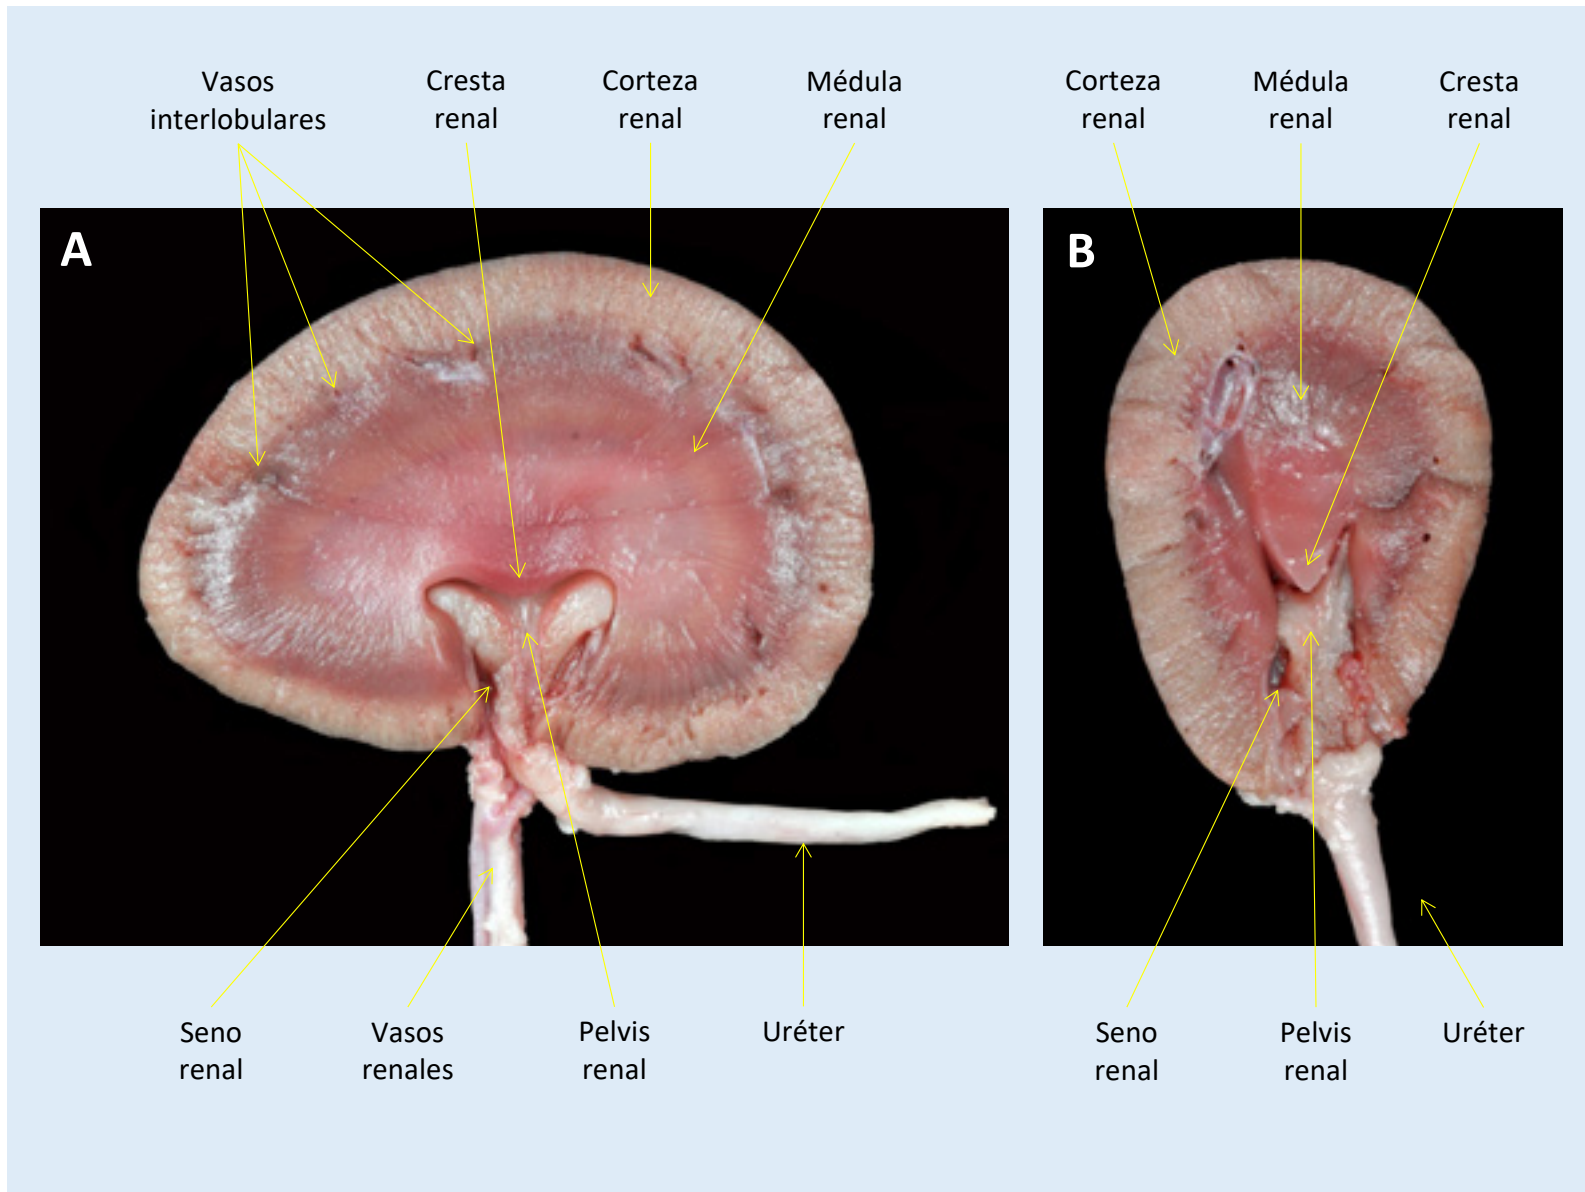 Vasos
interlobulares
Cresta
renal
Corteza
renal
Médula
renal
Corteza
renal
Médula
renal
Cresta
renal
A
B
Seno
renal
Vasos
renales
Pelvis
renal
Uréter
Seno
renal
Pelvis
renal
Uréter